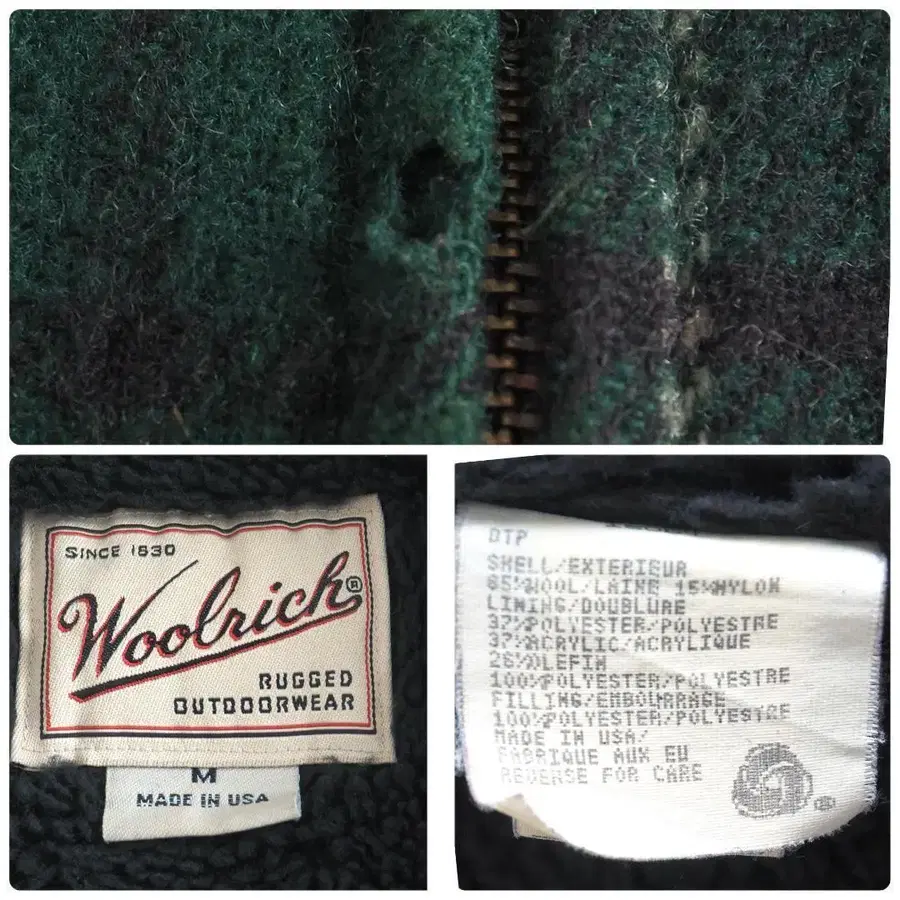 SINCE 1830
Woolrich®
RUGGED
OUTDOORWEAR
M
MADE IN USA
DTP
SHELL/EXTERIEUR
85%WOOL/LAINE 15%NYLON
LINING/DOUBLURE
37%POLYESTER/POLYESTRE
37%ACRYLIC/ACRYLIQUE
26%OLEFIN
100%POLYESTER/POLYESTRE
FILLING/EMBOURRAGE
100%POLYESTER/POLYESTRE
MADE IN USA/
FABRIQUE AUX EU
REVERSE FOR CARE
®